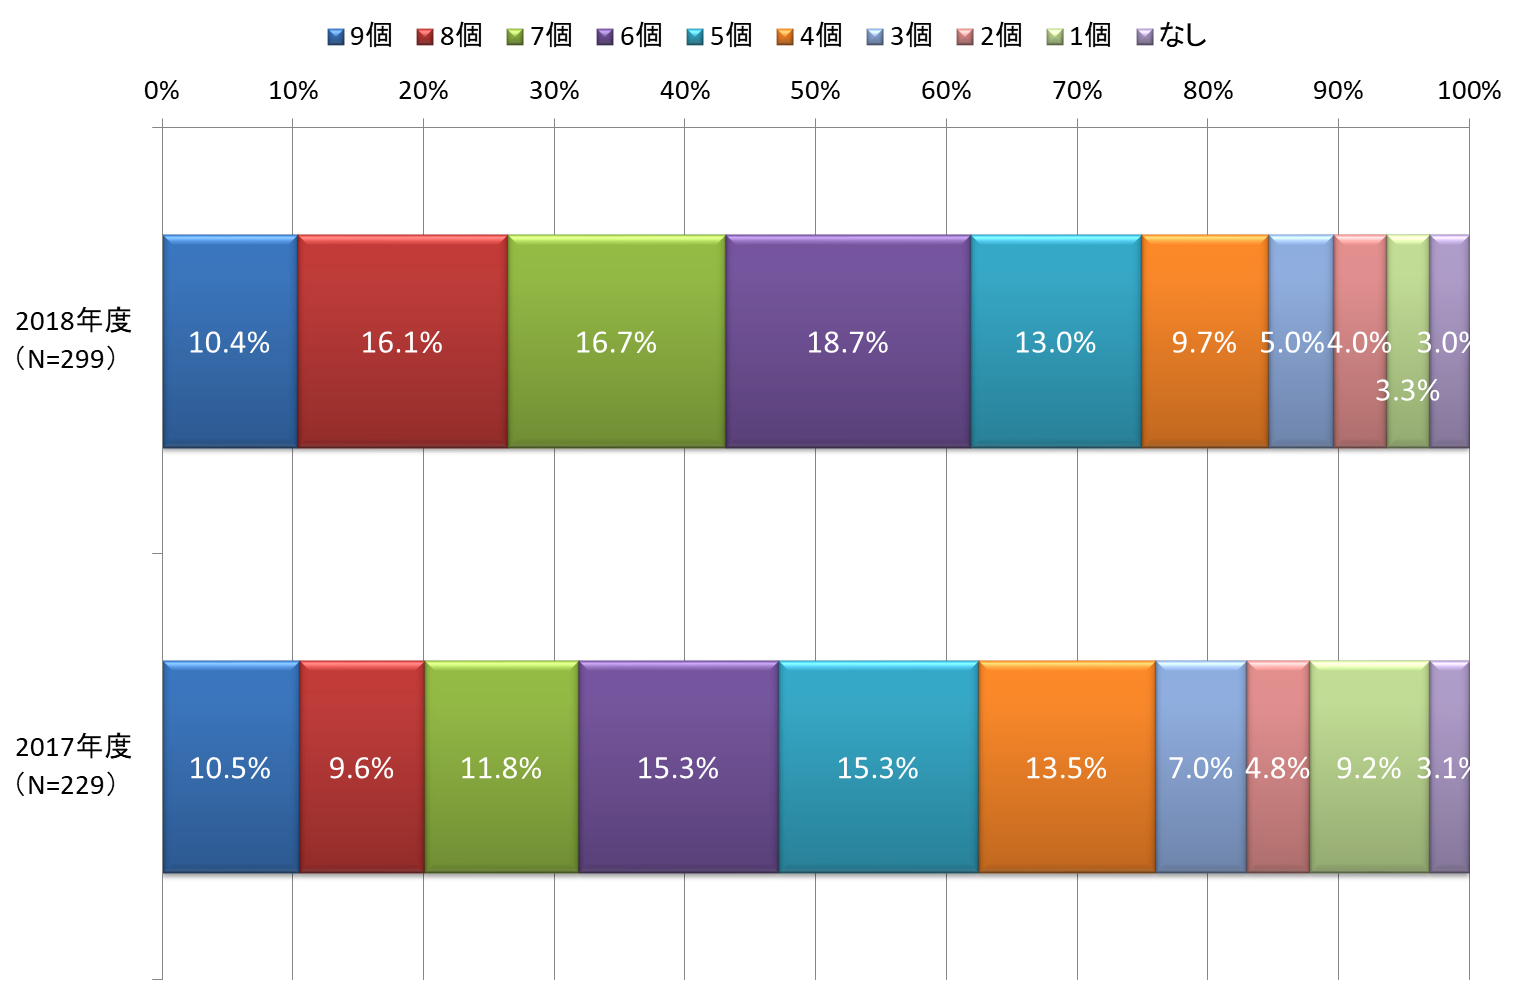 9個 8個 7個 6個 5個 4個 3個 2個 1個 なし
0% 10% 20% 30% 40% 50% 60% 70% 80% 90% 100%
2018年度
（N=299）
10.4% 16.1% 16.7% 18.7% 13.0% 9.7% 5.0% 4.0% 3.0%
3.3%
2017年度
（N=229）
10.5% 9.6% 11.8% 15.3% 15.3% 13.5% 7.0% 4.8% 9.2% 3.1%